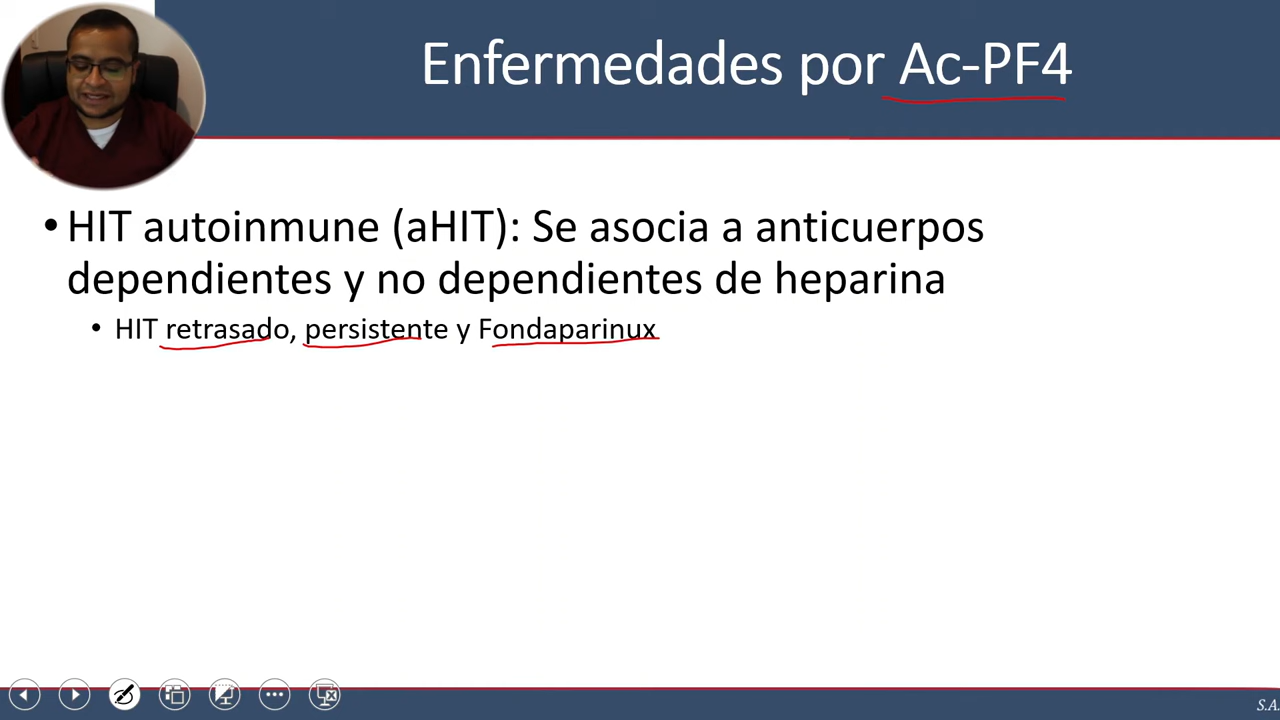 Enfermedades por Ac-PF4
• HIT autoinmune (aHIT): Se asocia a anticuerpos
dependientes y no dependientes de heparina
• HIT retrasado, persistente y Fondaparinux
S.A.